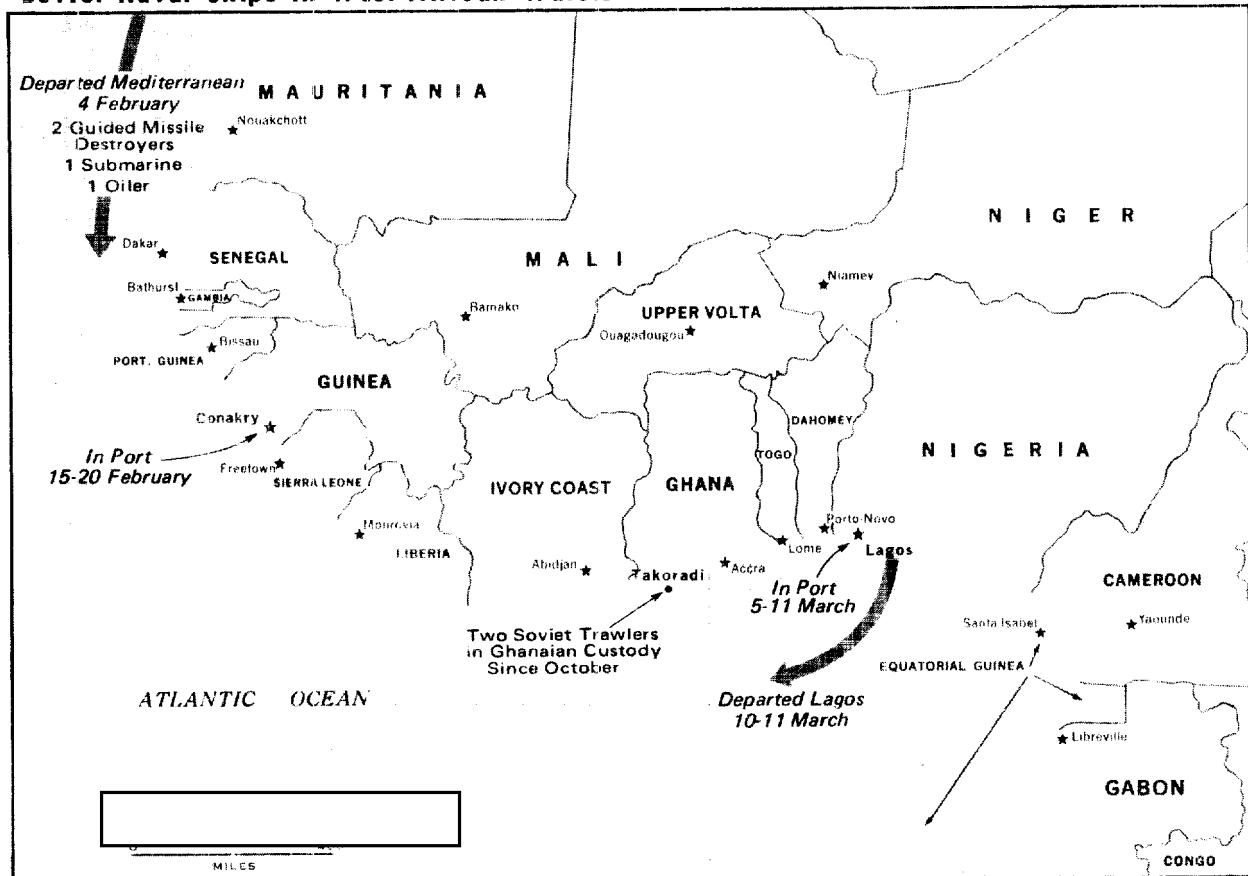 Departed Mediterranean
4 February
2 Guided Missile
Destroyers
1 Submarine
1 Oiler
MAURITANIA
Nouakchott
NIGER
Dakar
SENEGAL
MALI
Niamey
Bathurst
GAMBIA
Bamako
UPPER VOLTA
Ouagadougou
Bissau
PORT. GUINEA
GUINEA
Conakry
DAHOMEY
NIGERIA
In Port
15-20 February
Freetown
SIERRA LEONE
TOGO
IVORY COAST
GHANA
Monrovia
LIBERIA
Porto-Novo
Lome
Lagos
Abidjan
Takoradi
Accra
In Port
5-11 March
CAMEROON
Two Soviet Trawlers
in Ghanaian Custody
Since October
Santa Isabel
Yaounde
EQUATORIAL GUINEA
ATLANTIC OCEAN
Departed Lagos
10-11 March
Libreville
GABON
MILES
CONGO